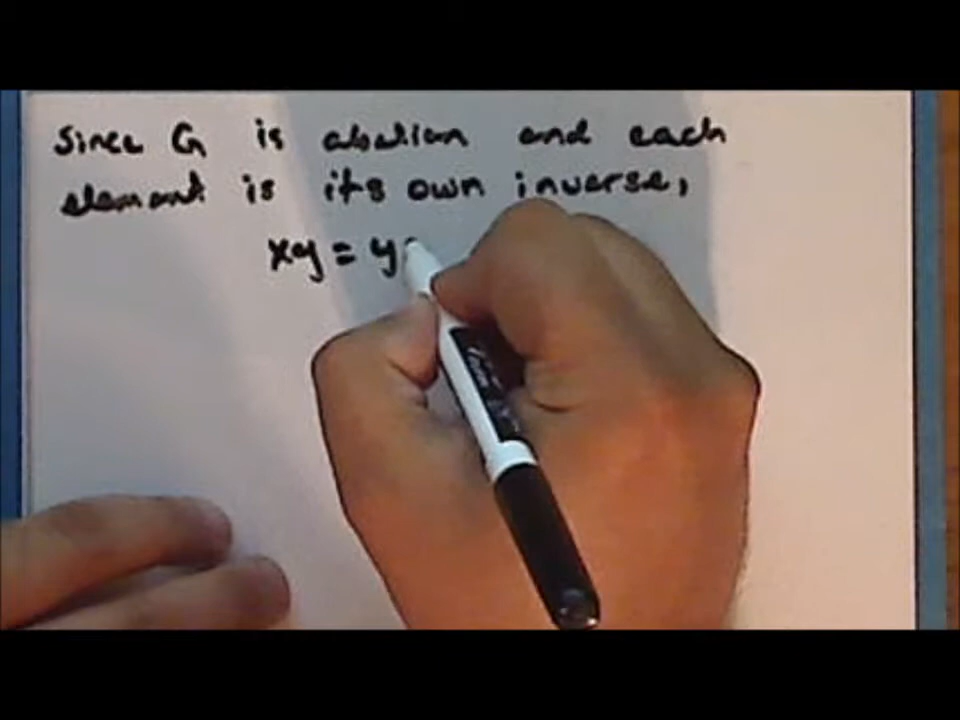 Since G is abelian and each
element is its own inverse,
xy = y